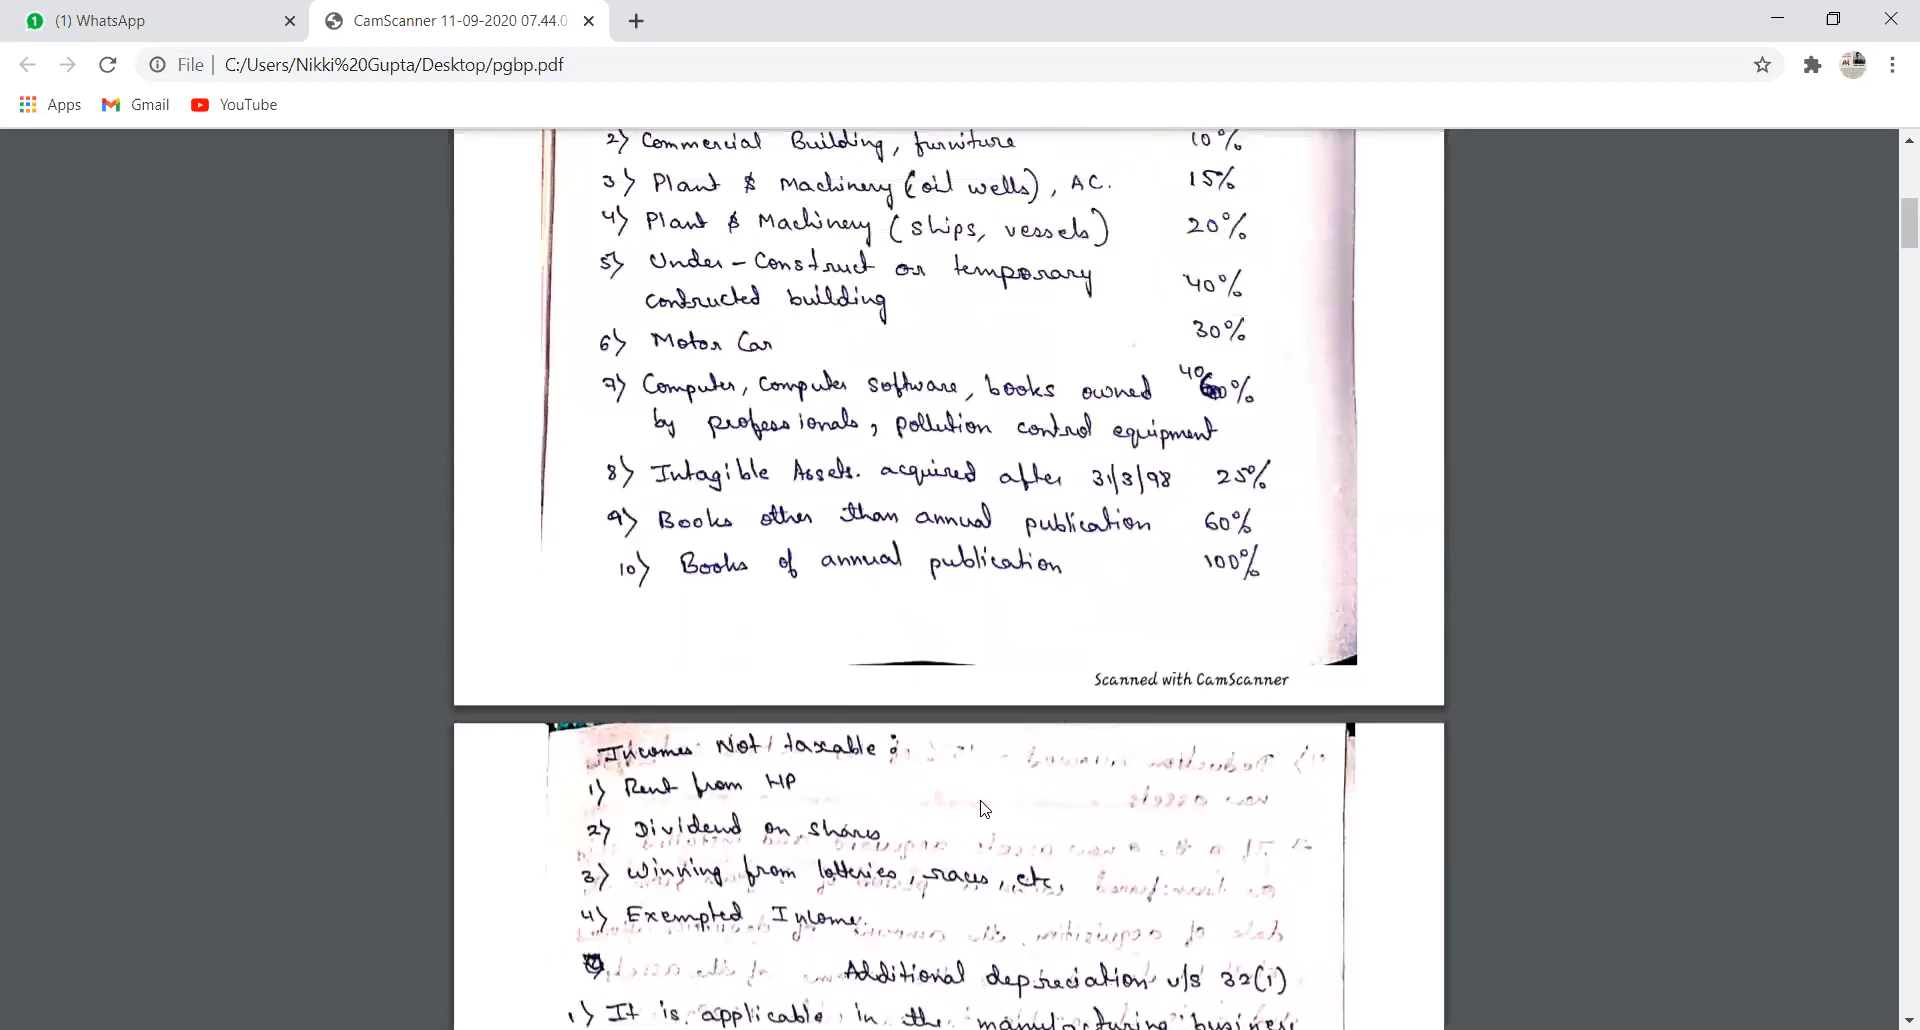 (1) WhatsApp
CamScanner 11-09-2020 07.44.0
File | C:/Users/Nikki%20Gupta/Desktop/pgbp.pdf
Apps Gmail YouTube
2) Commercial Building, furniture 10%
3) Plant & Machinery (oil wells), AC. 15%
4) Plant & Machinery (ships, vessels) 20%
5) Under-Construct or temporary
contructed building 40%
6) Motor Car 30%
7) Computer, Computer software, books owned 40%
by professionals, pollution control equipment
8) Intagible Assets. acquired after 31/3/98 25%
9) Books other than annual publication 60%
10) Books of annual publication 100%
Scanned with CamScanner
Incomes Not taxable :
1) Rent from HP
2) Dividend on shares
3) Winning from lotteries, races, etc,
4) Exempted Income.
Additional depreciation u/s 32(1)
1) It is applicable in the manufacturing business